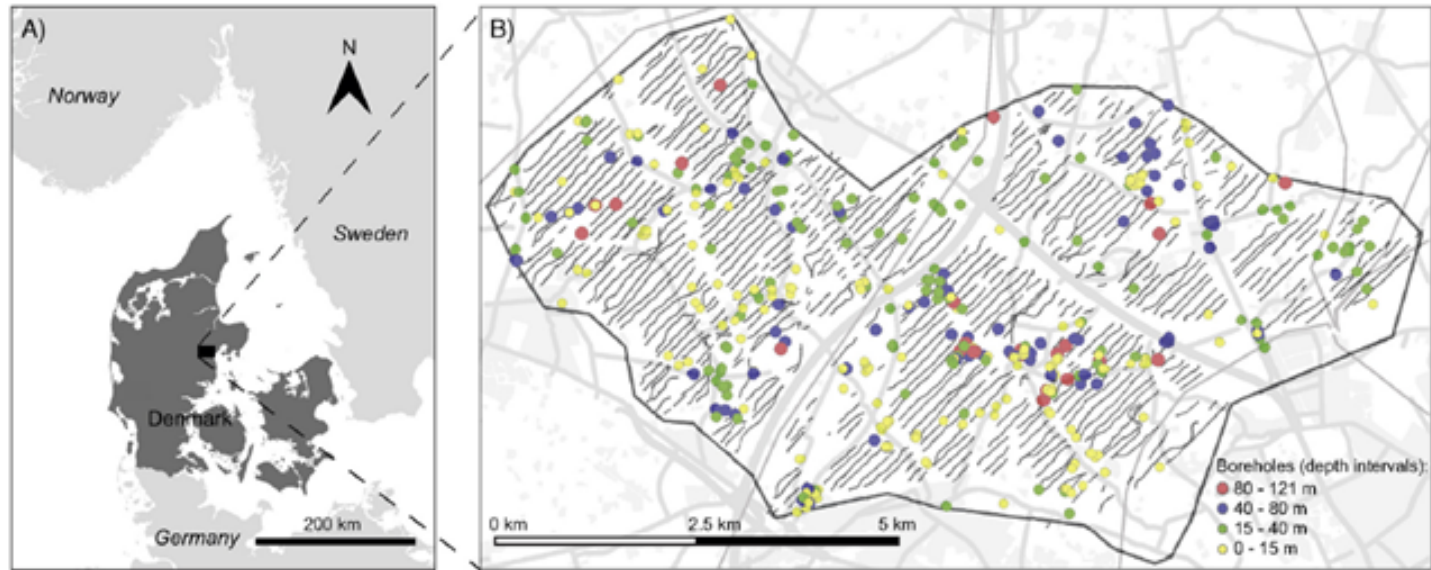 A)
N
Norway
Sweden
Denmark
Germany
200 km
B)
Boreholes (depth intervals):
80 - 121 m
40 - 80 m
15 - 40 m
0 - 15 m
0 km 2.5 km 5 km